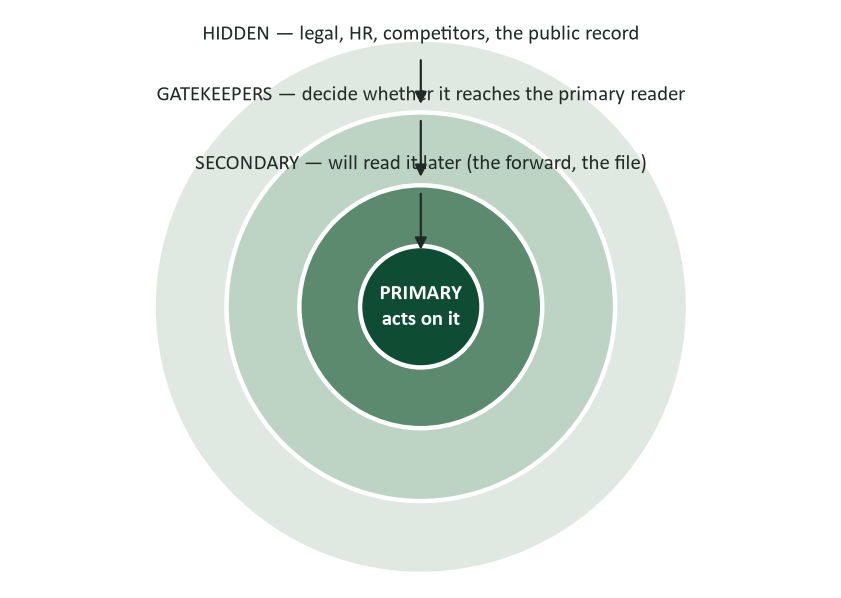 HIDDEN — legal, HR, competitors, the public record
GATEKEEPERS — decide whether it reaches the primary reader
SECONDARY — will read it later (the forward, the file)
PRIMARY
acts on it